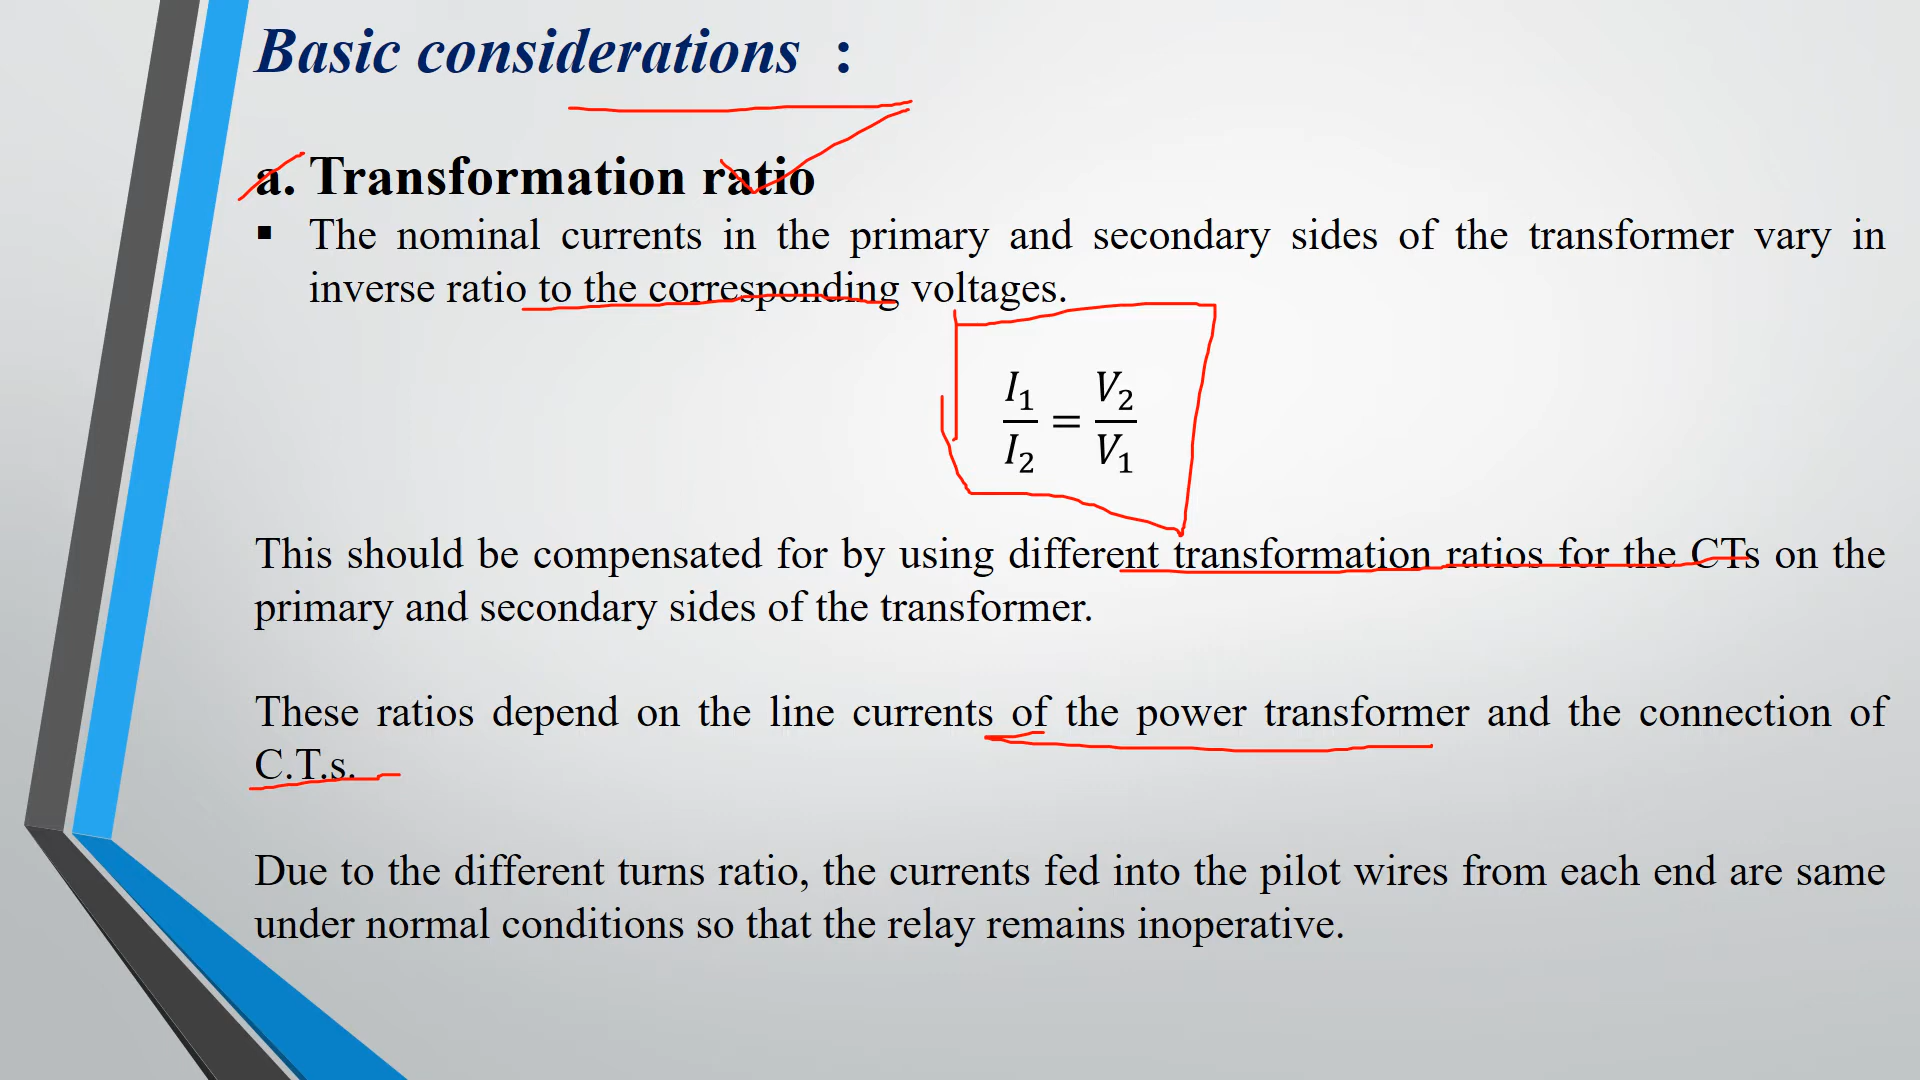 Basic considerations :
a. Transformation ratio
▪ The nominal currents in the primary and secondary sides of the transformer vary in
inverse ratio to the corresponding voltages.
I₁/I₂ = V₂/V₁
This should be compensated for by using different transformation ratios for the CTs on the
primary and secondary sides of the transformer.
These ratios depend on the line currents of the power transformer and the connection of
C.T.s.
Due to the different turns ratio, the currents fed into the pilot wires from each end are same
under normal conditions so that the relay remains inoperative.